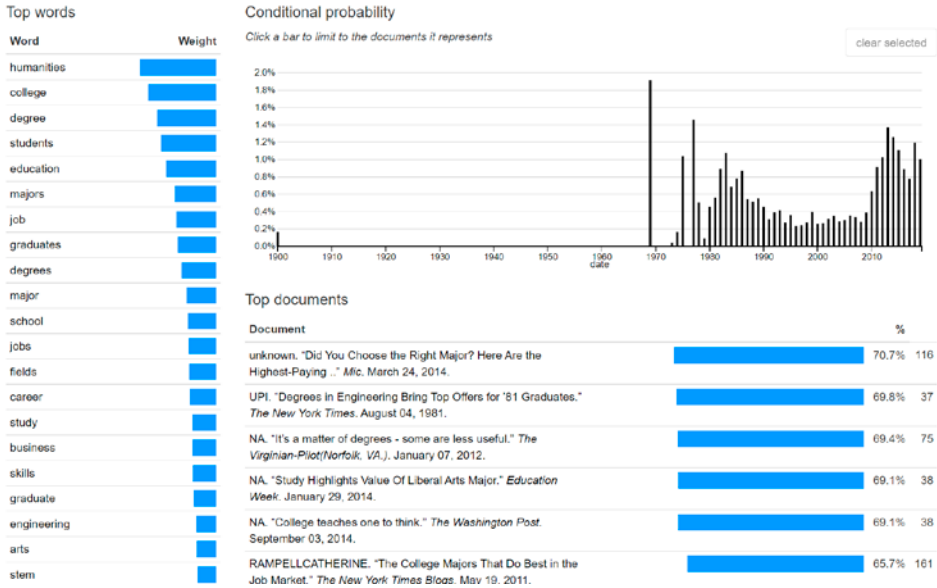 Top words
Word Weight
humanities
college
degree
students
education
majors
job
graduates
degrees
major
school
jobs
fields
career
study
business
skills
graduate
engineering
arts
stem
Conditional probability
Click a bar to limit to the documents it represents
clear selected
2.0%
1.8%
1.6%
1.4%
1.2%
1.0%
0.8%
0.6%
0.4%
0.2%
0.0%
1900 1910 1920 1930 1940 1950 1960 1970 1980 1990 2000 2010
date
Top documents
Document %
unknown. "Did You Choose the Right Major? Here Are the
Highest-Paying .." Mic. March 24, 2014.
70.7% 116
UPI. "Degrees in Engineering Bring Top Offers for '81 Graduates."
The New York Times. August 04, 1981.
69.8% 37
NA. "It's a matter of degrees - some are less useful." The
Virginian-Pilot(Norfolk, VA.). January 07, 2012.
69.4% 75
NA. "Study Highlights Value Of Liberal Arts Major." Education
Week. January 29, 2014.
69.1% 38
NA. "College teaches one to think." The Washington Post.
September 03, 2014.
69.1% 38
RAMPELLCATHERINE. "The College Majors That Do Best in the
Job Market." The New York Times Blogs. May 19, 2011.
65.7% 161